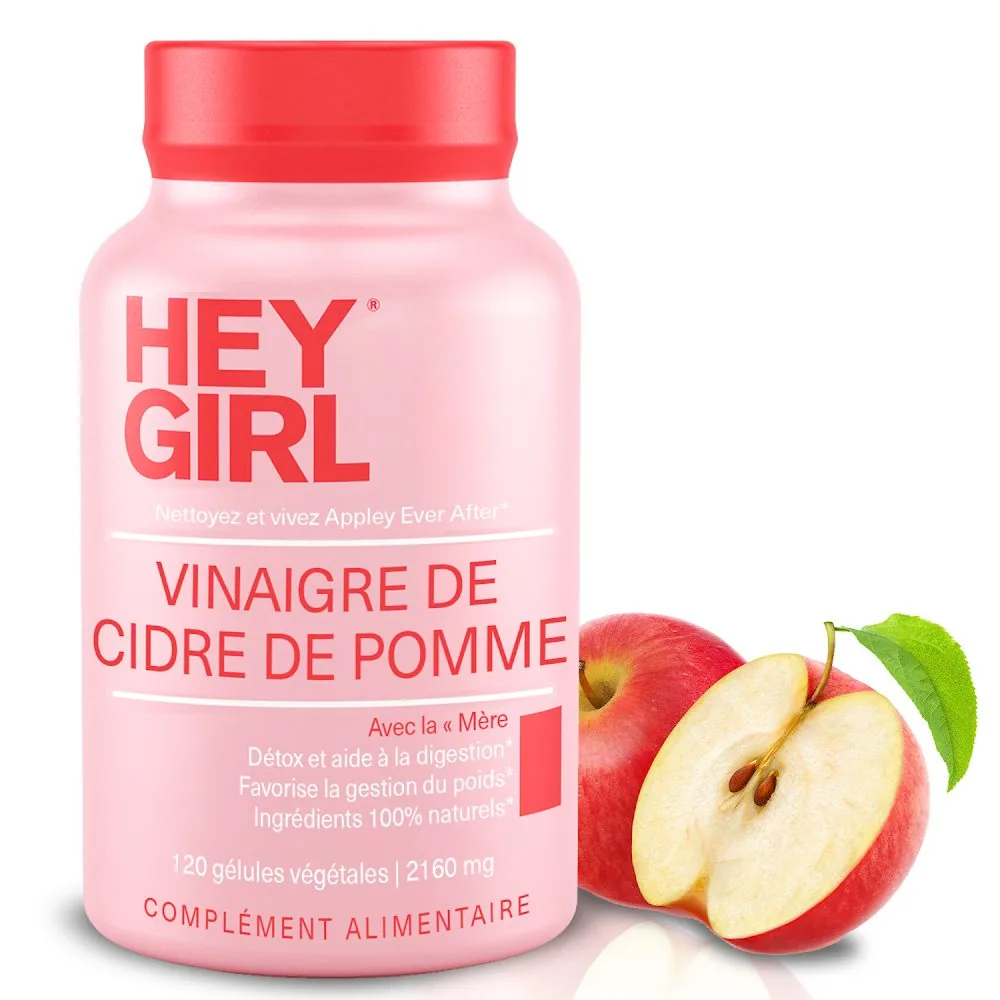 HEY®
GIRL
Nettoyez et vivez Appley Ever After*
VINAIGRE DE
CIDRE DE POMME
Avec la « Mère
Détox et aide à la digestion*
Favorise la gestion du poids*
Ingrédients 100% naturels*
120 gélules végétales | 2160 mg
COMPLÉMENT ALIMENTAIRE